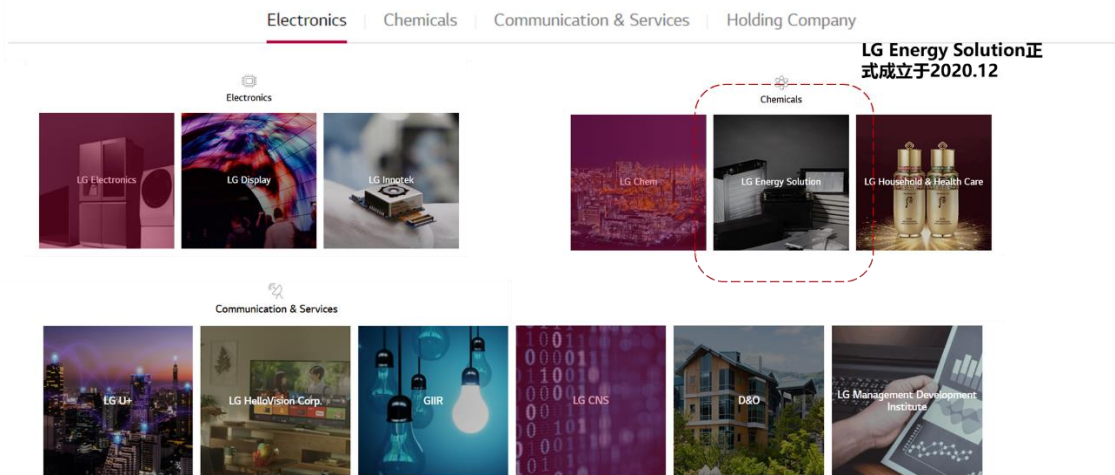 Electronics
Chemicals
Communication & Services
Holding Company
LG Energy Solution正
式成立于2020.12
Electronics
Chemicals
LG Electronics
LG Display
LG Innotek
LG Chem
LG Energy Solution
LG Household & Health Care
Communication & Services
LG U+
LG HelloVision Corp.
GIIR
LG CNS
D&O
LG Management Development
Institute